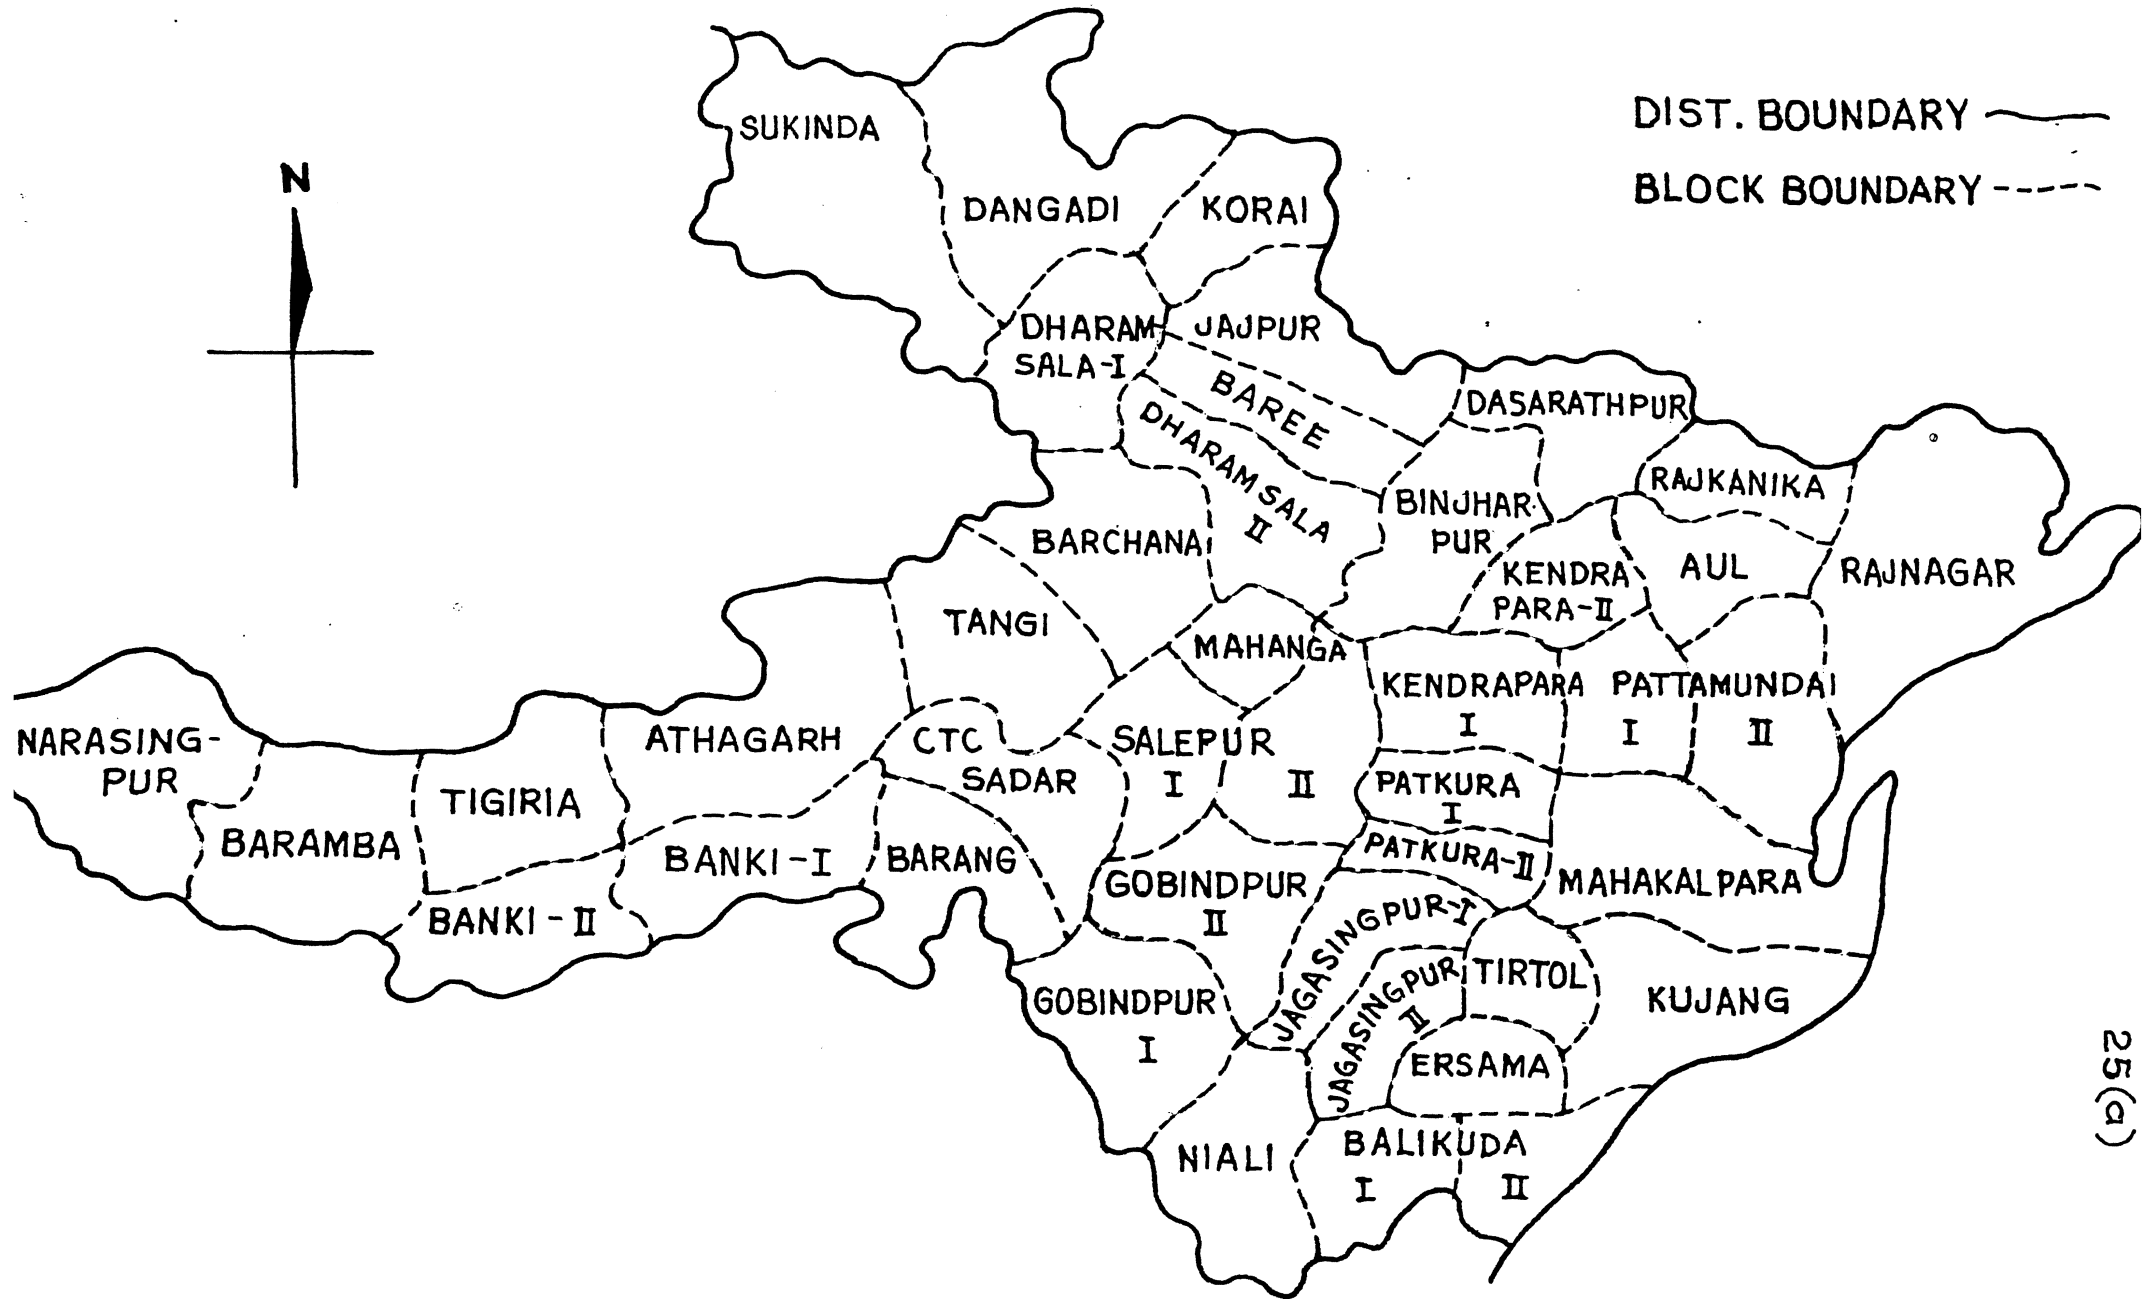 DIST. BOUNDARY
BLOCK BOUNDARY
N
SUKINDA
DANGADI
KORAI
DHARAM
SALA-I
JAJPUR
BAREE
DHARAMSALA
II
DASARATHPUR
RAJKANIKA
BINJHAR
PUR
BARCHANA
KENDRA
PARA-II
AUL
RAJNAGAR
TANGI
MAHANGA
KENDRAPARA
I
PATTAMUNDAI
I
II
NARASING-
PUR
ATHAGARH
CTC
SADAR
SALEPUR
I
II
PATKURA
I
TIGIRIA
BARAMBA
BANKI-I
BARANG
PATKURA-II
GOBINDPUR
II
MAHAKALPARA
BANKI-II
JAGASINGPUR-I
JAGASINGPUR
II
TIRTOL
KUJANG
GOBINDPUR
I
ERSAMA
NIALI
BALIKUDA
I
II
25(a)